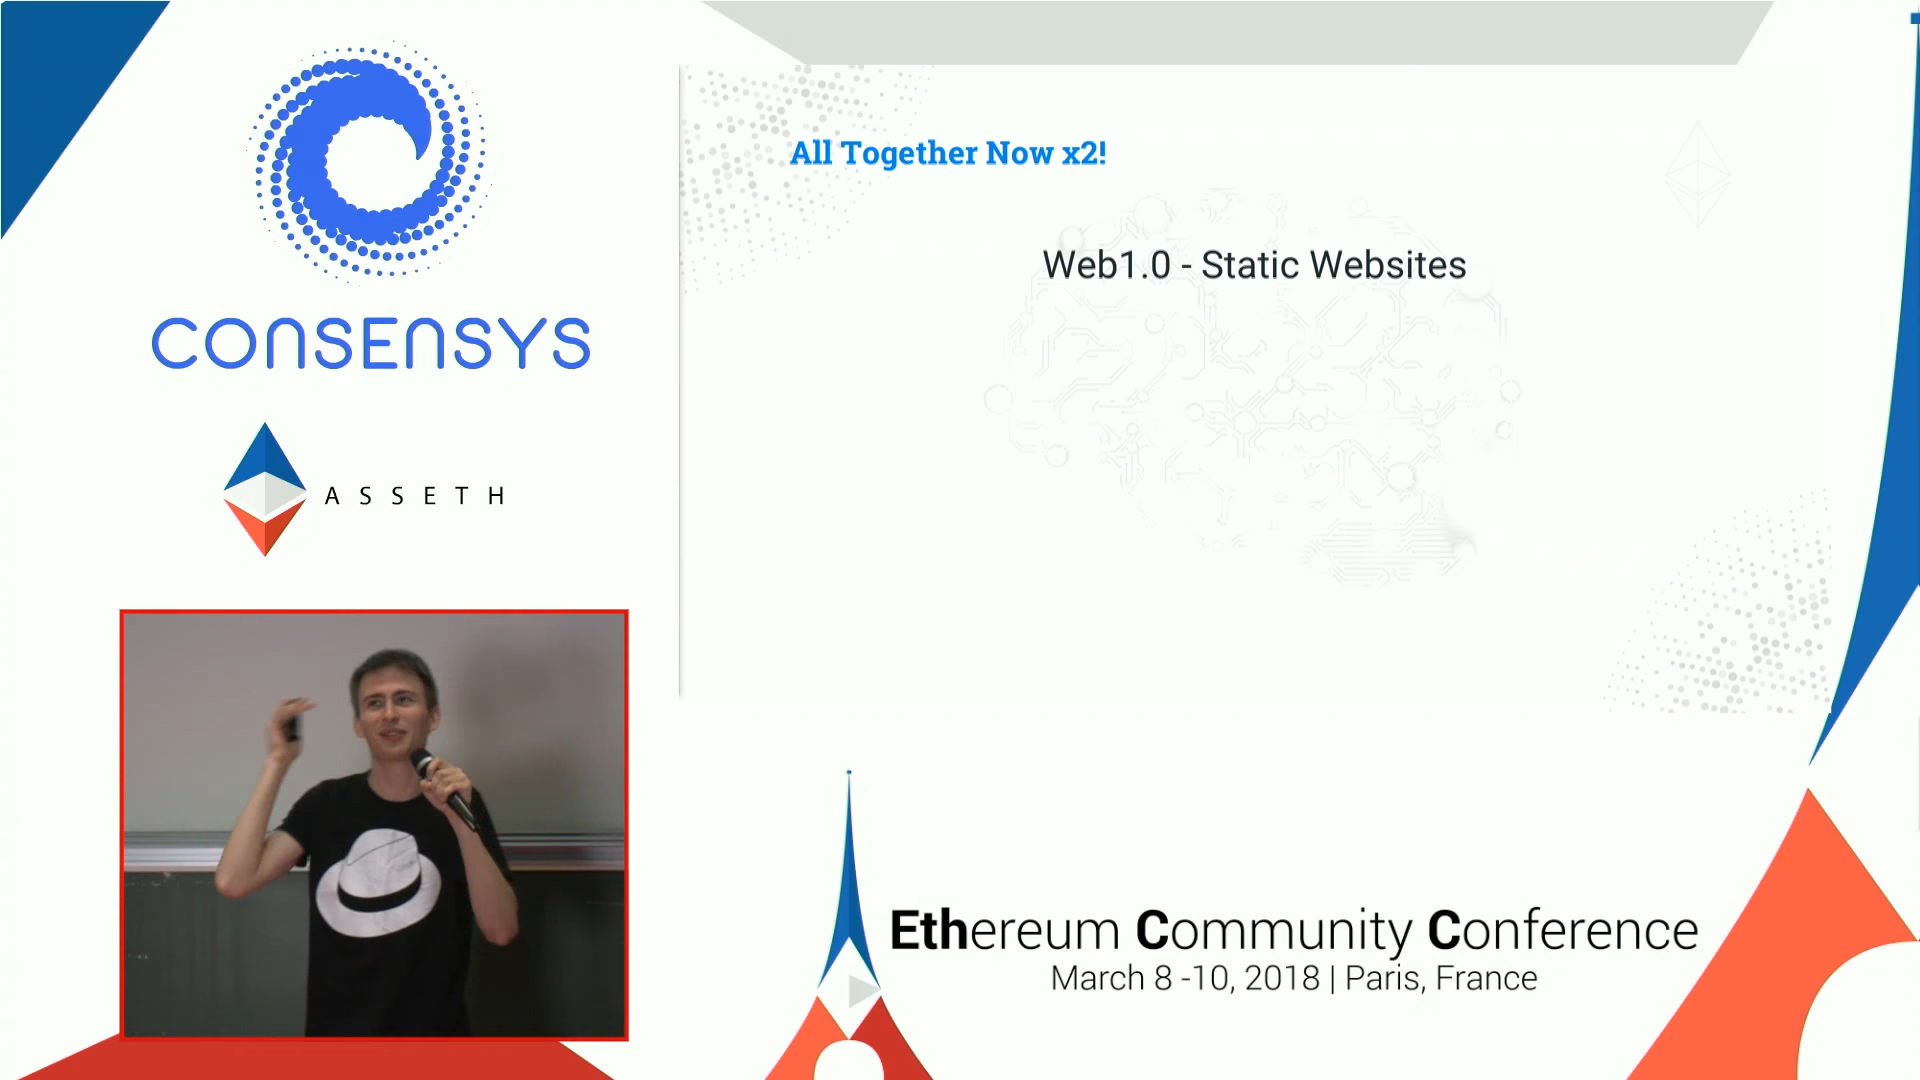 CONSENSYS
ASSETH
All Together Now x2!
Web1.0 - Static Websites
Ethereum Community Conference
March 8 -10, 2018 | Paris, France